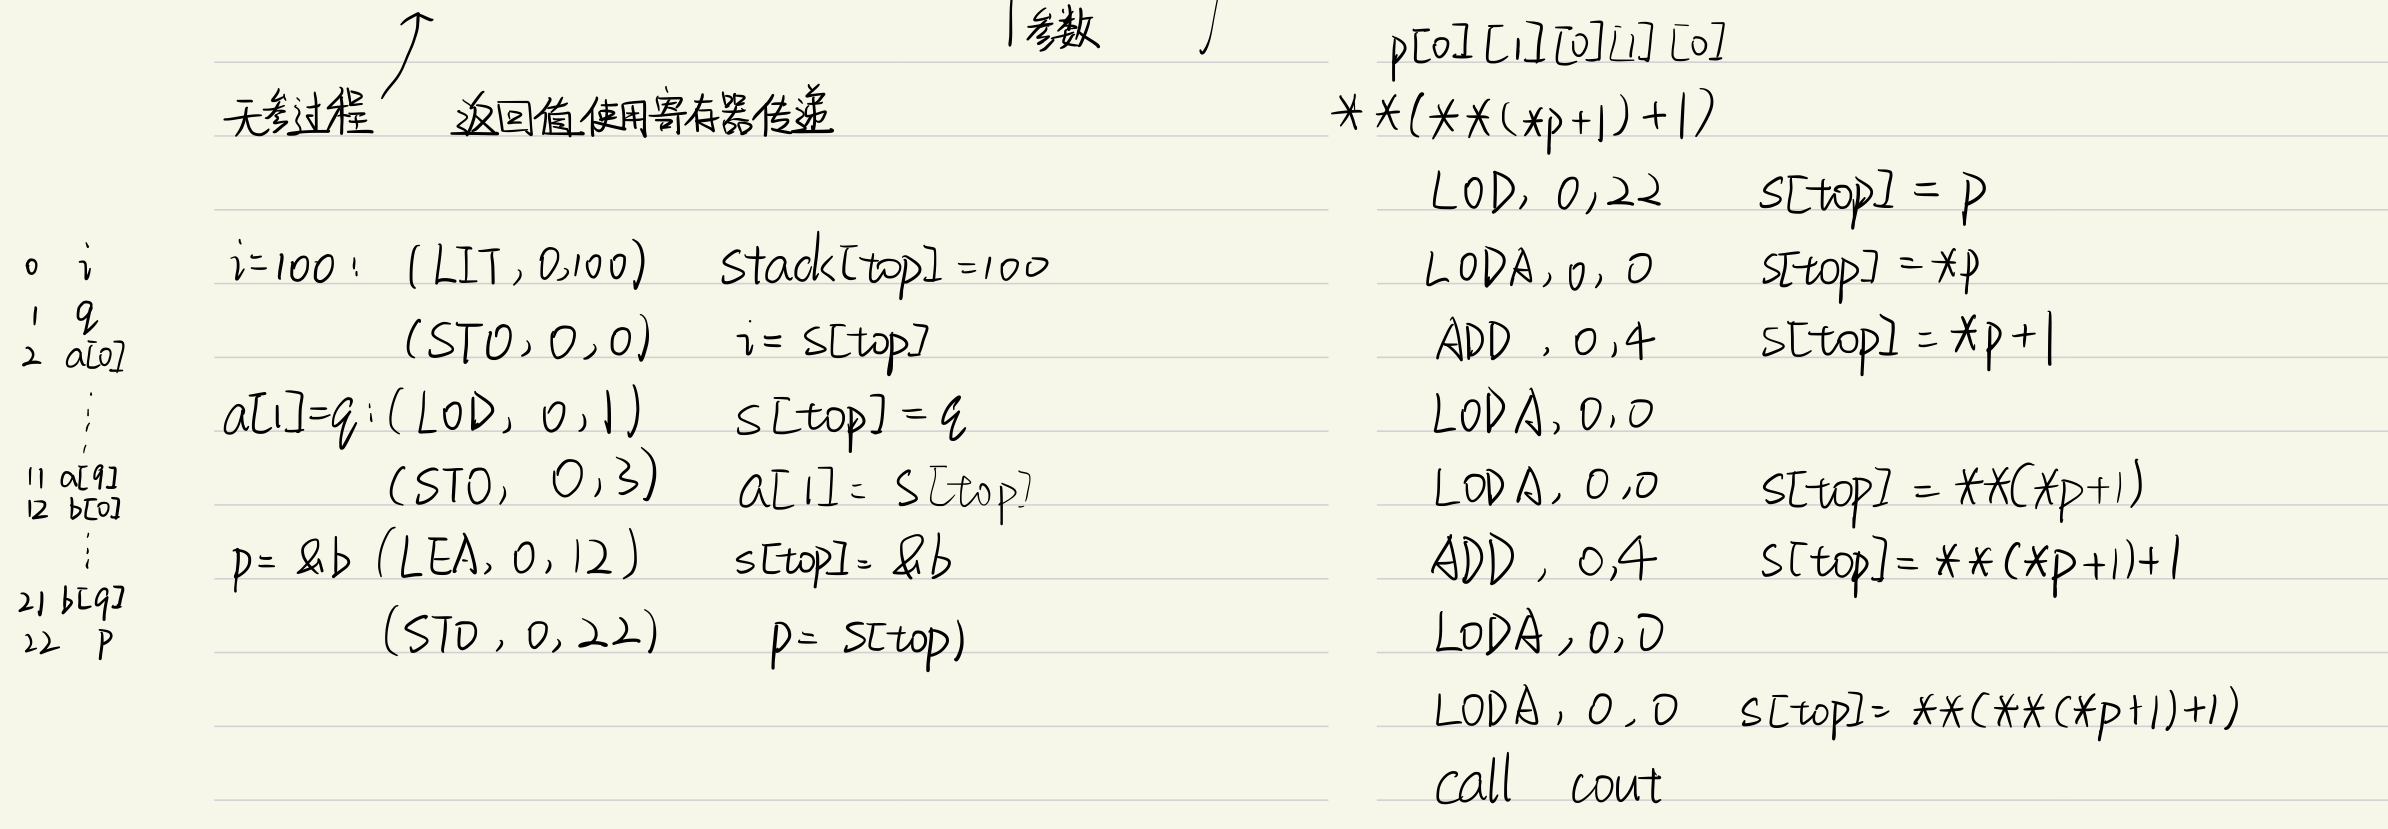 参数
无参过程 返回值使用寄存器传递
0 i
1 q
2 a[0]
⋮
11 a[9]
12 b[0]
⋮
21 b[9]
22 p
i=100: (LIT, 0,100) stack[top] =100
(STO, 0, 0) i= s[top]
a[1]=q: (LOD, 0, 1) s[top] = q
(STO, 0,3) a[1] = s[top]
p= &b (LEA, 0, 12) s[top]= &b
(STO, 0, 22) p= s[top)
p[0][1][0][1][0]
**(**(*p+1)+1)
LOD, 0,22 s[top] = p
LODA, 0, 0 s[top] =*p
ADD , 0,4 s[top] = *p+1
LODA, 0,0
LODA, 0,0 s[top] = **(*p+1)
ADD , 0,4 s[top]= **(*p+1)+1
LODA, 0,0
LODA, 0,0 s[top]= **(**(*p+1)+1)
call cout